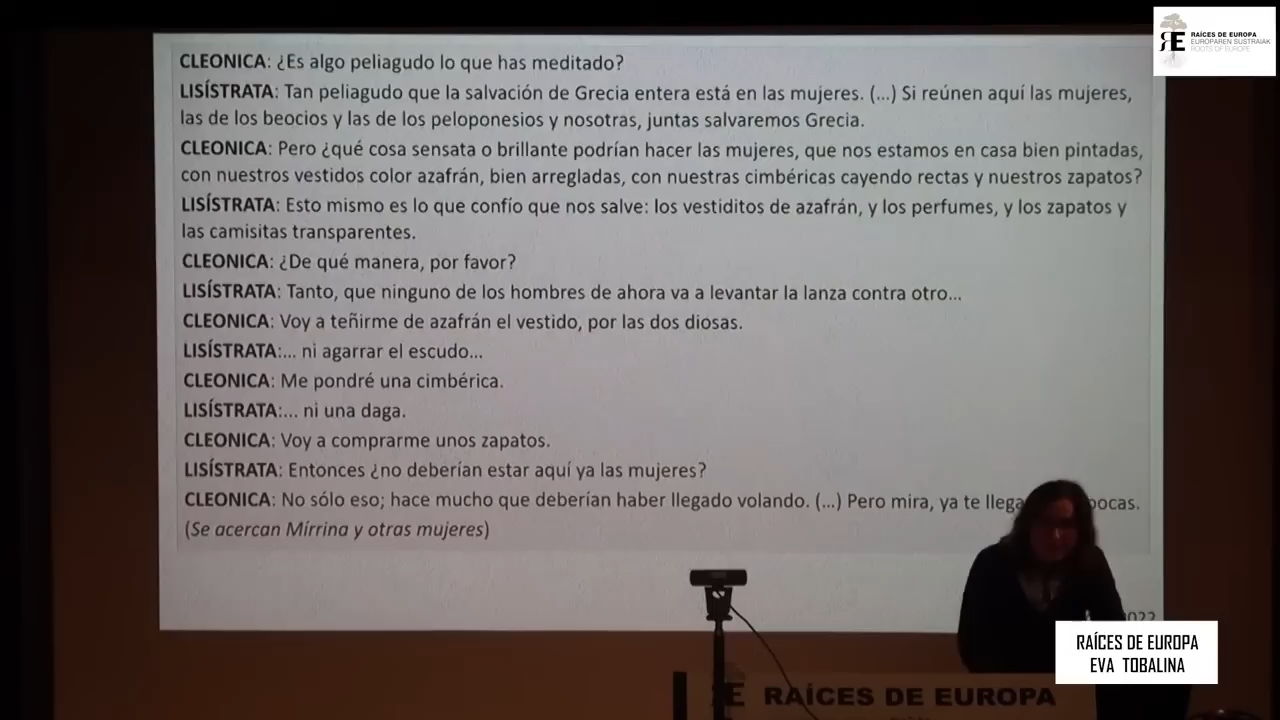 RAÍCES DE EUROPA
EUROPAREN SUSTRAIAK
ROOTS OF EUROPE
CLEONICA: ¿Es algo peliagudo lo que has meditado?
LISÍSTRATA: Tan peliagudo que la salvación de Grecia entera está en las mujeres. (...) Si reúnen aquí las mujeres,
las de los beocios y las de los peloponesios y nosotras, juntas salvaremos Grecia.
CLEONICA: Pero ¿qué cosa sensata o brillante podrían hacer las mujeres, que nos estamos en casa bien pintadas,
con nuestros vestidos color azafrán, bien arregladas, con nuestras cimbéricas cayendo rectas y nuestros zapatos?
LISÍSTRATA: Esto mismo es lo que confío que nos salve: los vestiditos de azafrán, y los perfumes, y los zapatos y
las camisitas transparentes.
CLEONICA: ¿De qué manera, por favor?
LISÍSTRATA: Tanto, que ninguno de los hombres de ahora va a levantar la lanza contra otro...
CLEONICA: Voy a teñirme de azafrán el vestido, por las dos diosas.
LISÍSTRATA:... ni agarrar el escudo...
CLEONICA: Me pondré una cimbérica.
LISÍSTRATA:... ni una daga.
CLEONICA: Voy a comprarme unos zapatos.
LISÍSTRATA: Entonces ¿no deberían estar aquí ya las mujeres?
CLEONICA: No sólo eso; hace mucho que deberían haber llegado volando. (...) Pero mira, ya te
(Se acercan Mírrina y otras mujeres)
RAÍCES DE EUROPA
EVA TOBALINA
RAÍCES DE EUROPA